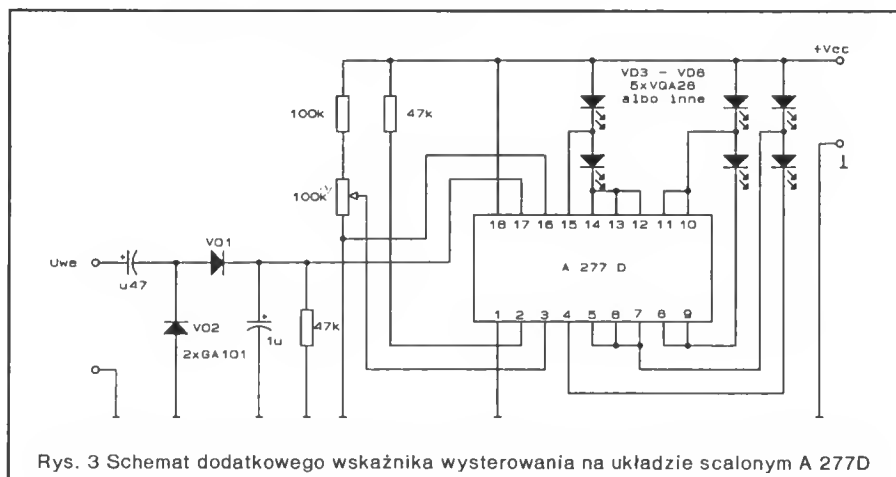 +Vcc
VD3 - VD8
5xVQA28
albo inne
100k
47k
100k
18 17 16 15 14 13 12 11 10
A 277 D
1 2 3 4 5 6 7 8 9
Uwe
u47
VD1
VD2
2xGA101
1u
47k
Rys. 3 Schemat dodatkowego wskaźnika wysterowania na układzie scalonym A 277D